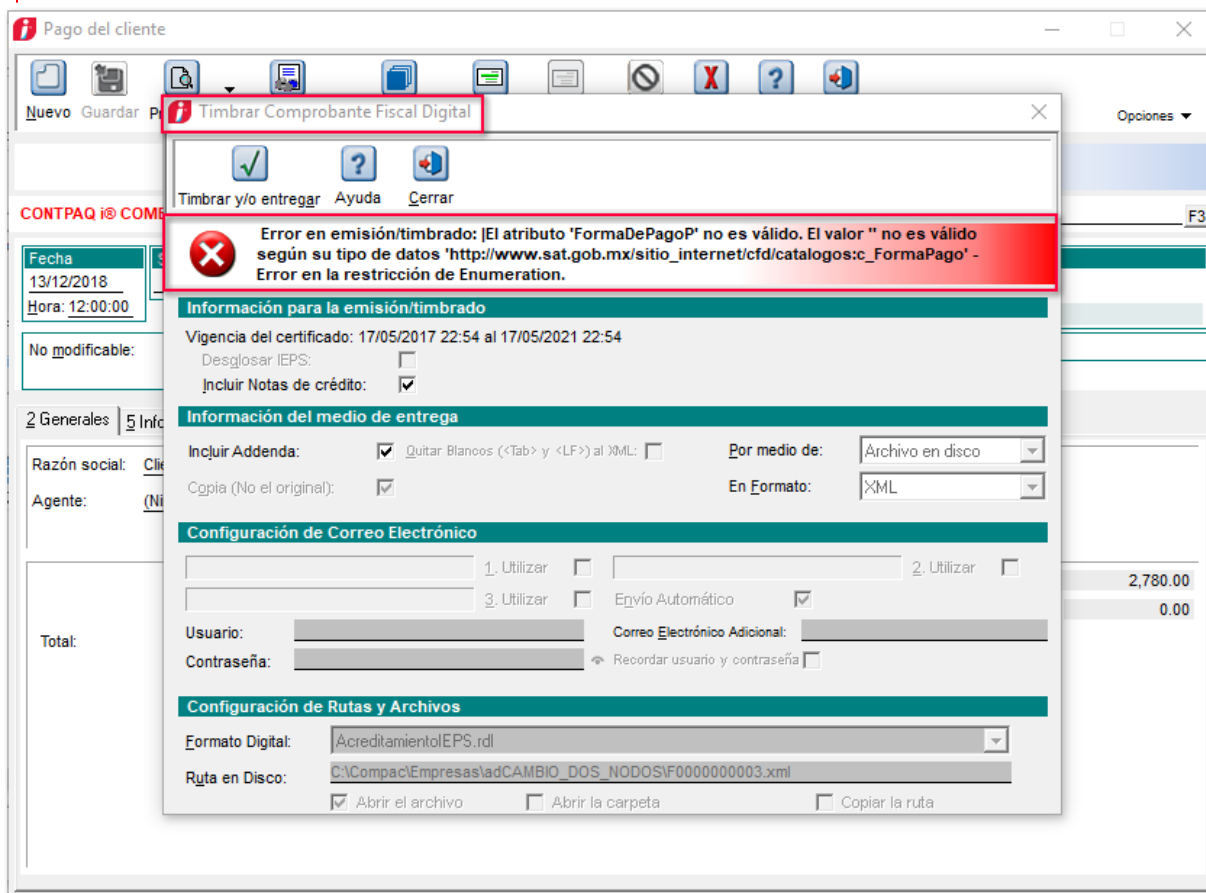 Pago del cliente
Nuevo Guardar
Opciones
Timbrar Comprobante Fiscal Digital
Timbrar y/o entregar Ayuda Cerrar
CONTPAQ i®
F3
Error en emisión/timbrado: |El atributo 'FormaDePagoP' no es válido. El valor '' no es válido
según su tipo de datos 'http://www.sat.gob.mx/sitio_internet/cfd/catalogos:c_FormaPago' -
Error en la restricción de Enumeration.
Fecha
13/12/2018
Hora: 12:00:00
Información para la emisión/timbrado
Vigencia del certificado: 17/05/2017 22:54 al 17/05/2021 22:54
No modificable:
Desglosar IEPS:
Incluir Notas de crédito:
2 Generales 5
Información del medio de entrega
Razón social:
Incluir Addenda: Quitar Blancos (<Tab> y <LF>) al XML: Por medio de: Archivo en disco
Agente:
Copia (No el original): En Formato: XML
Configuración de Correo Electrónico
1. Utilizar 2. Utilizar
2,780.00
3. Utilizar Envío Automático
0.00
Total:
Usuario: Correo Electrónico Adicional:
Contraseña: Recordar usuario y contraseña
Configuración de Rutas y Archivos
Formato Digital: AcreditamientoIEPS.rdl
Ruta en Disco: C:\Compac\Empresas\adCAMBIO_DOS_NODOS\F0000000003.xml
Abrir el archivo Abrir la carpeta Copiar la ruta